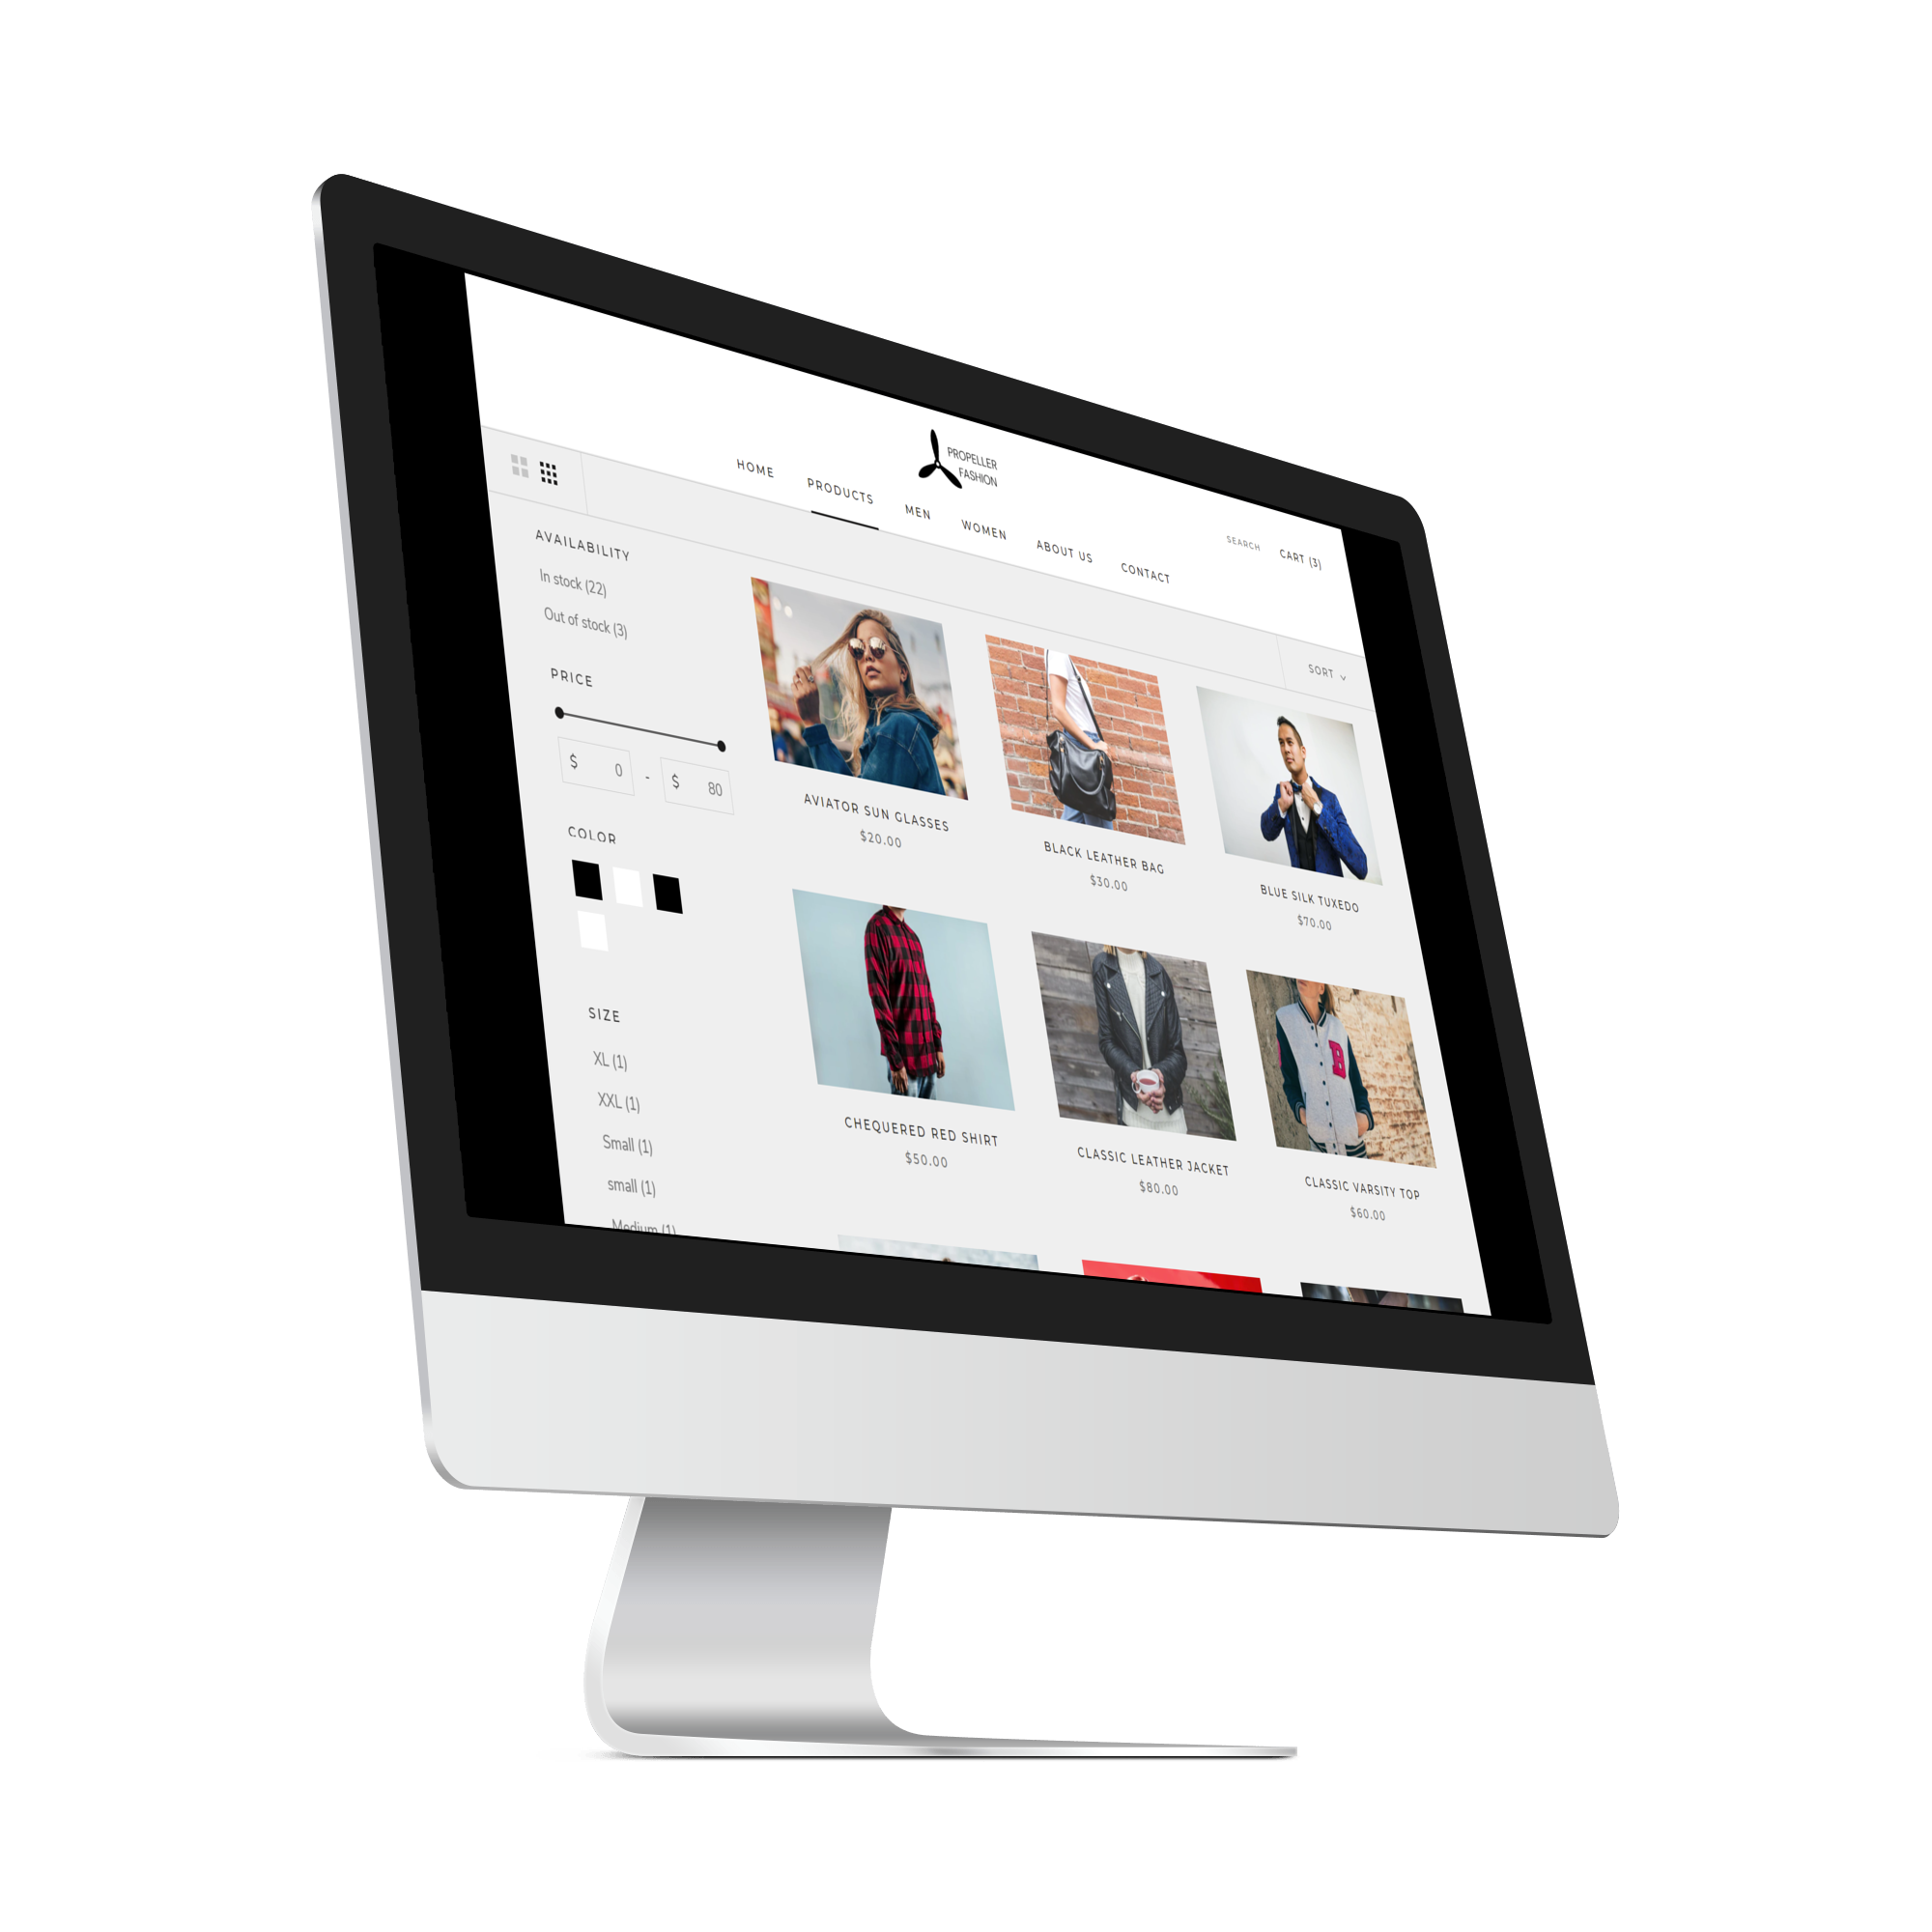 PROPELLER
FASHION
HOME PRODUCTS MEN WOMEN ABOUT US CONTACT
SEARCH CART (3)
SORT
AVAILABILITY
In stock (22)
Out of stock (3)
PRICE
$ 0 - $ 80
COLOR
SIZE
XL (1)
XXL (1)
Small (1)
small (1)
Medium (1)
AVIATOR SUN GLASSES
$20.00
BLACK LEATHER BAG
$30.00
BLUE SILK TUXEDO
$70.00
B
CHEQUERED RED SHIRT
$50.00
CLASSIC LEATHER JACKET
$80.00
CLASSIC VARSITY TOP
$60.00